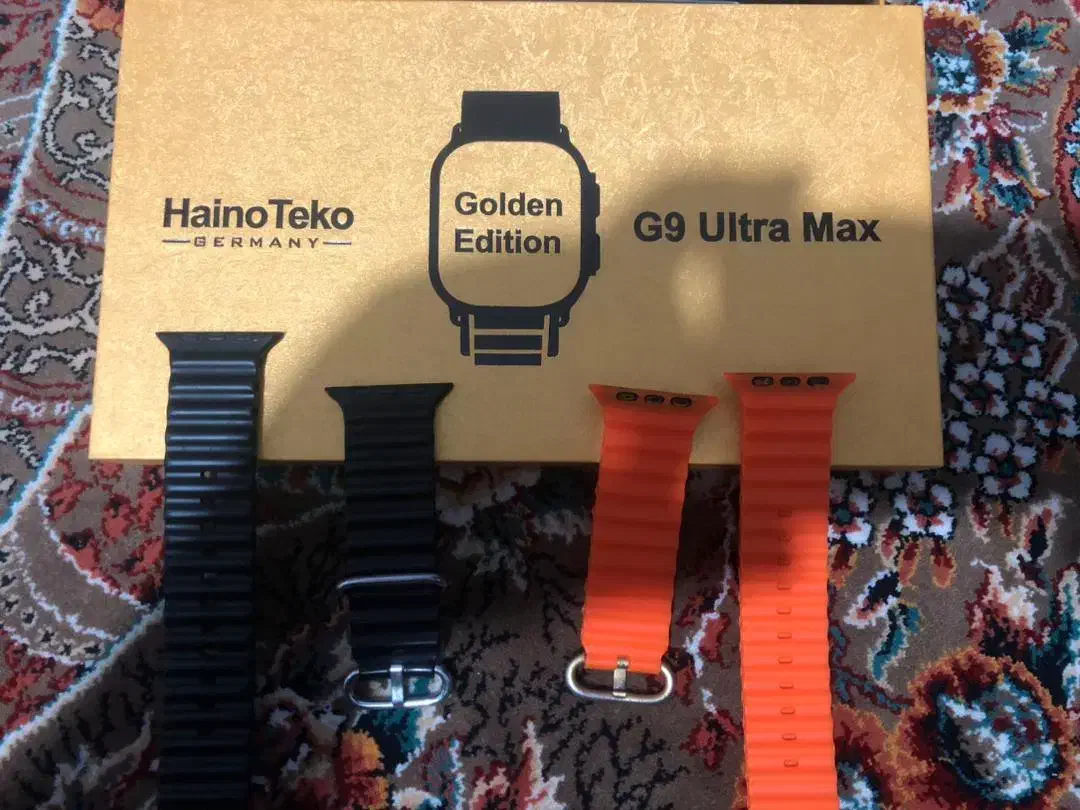 HainoTeko
GERMANY
Golden
Edition
G9 Ultra Max